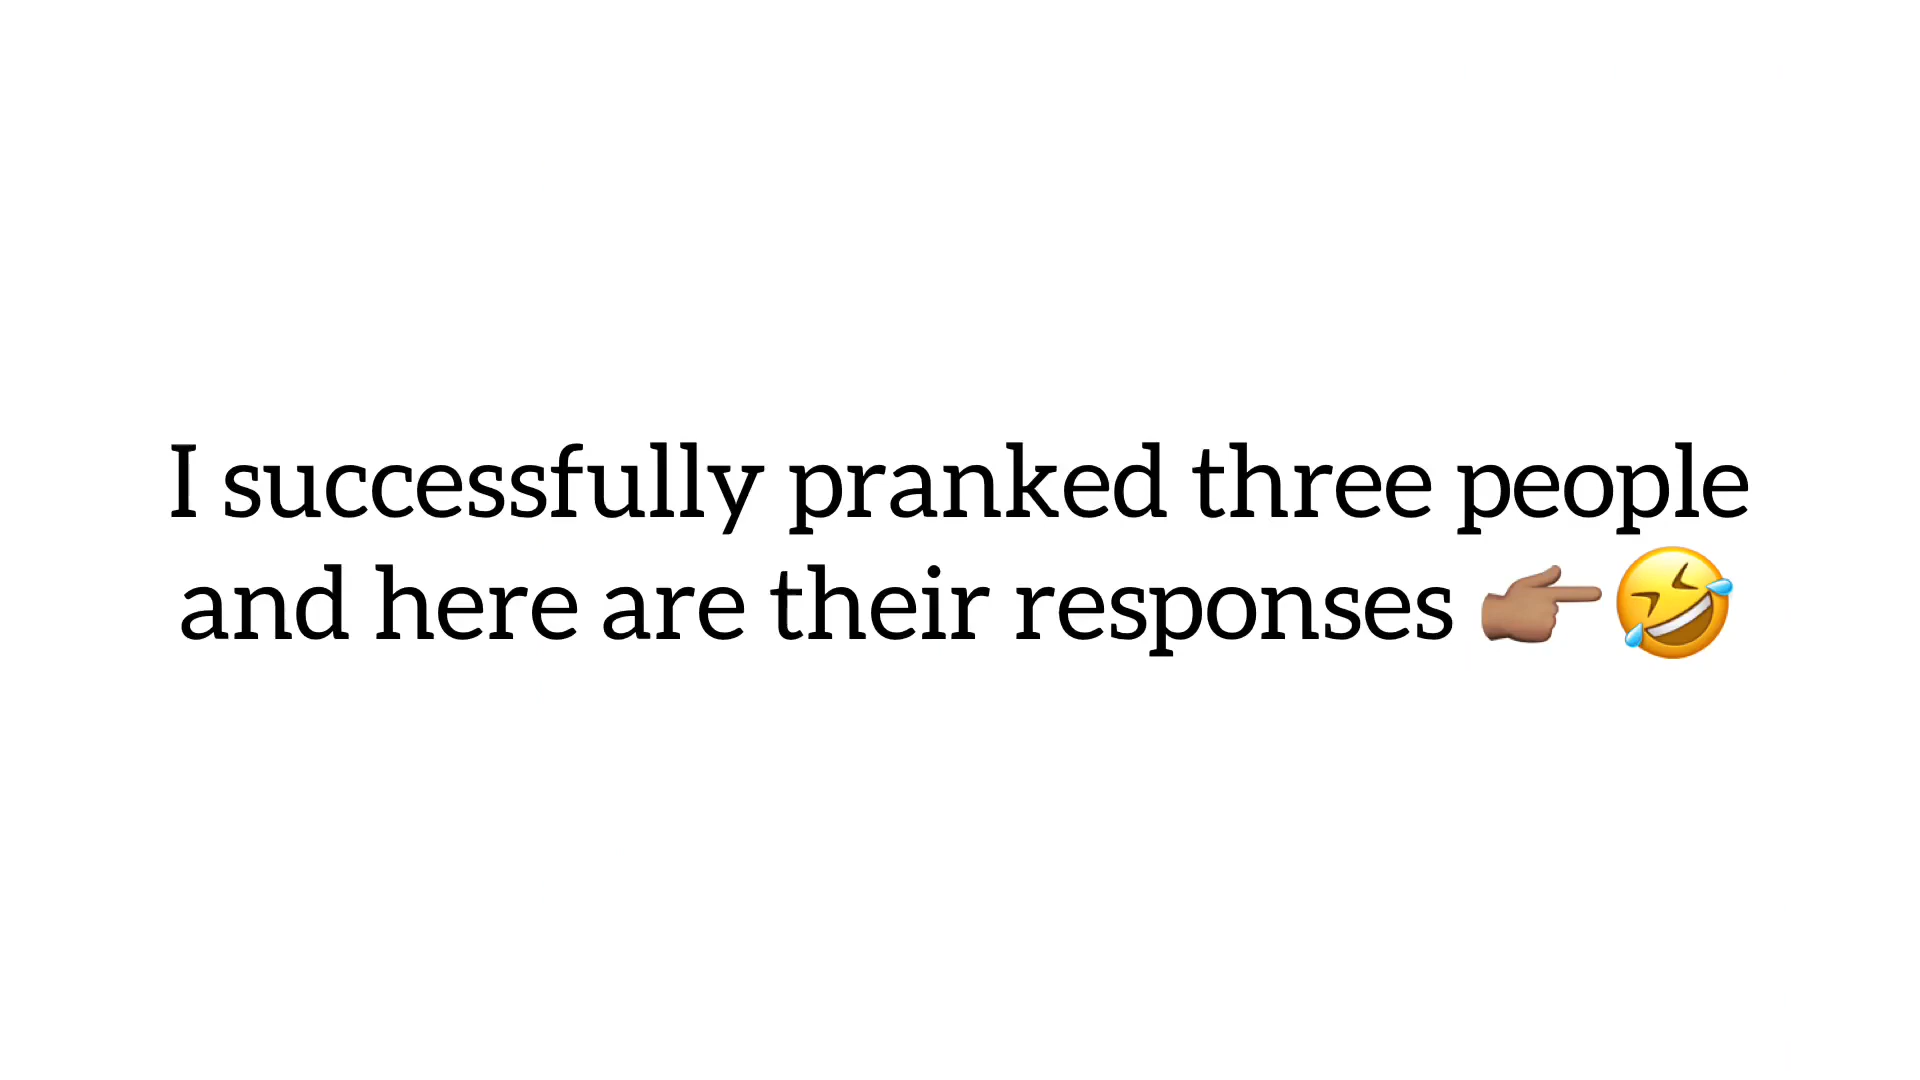 I successfully pranked three people
and here are their responses 👉🏽🤣